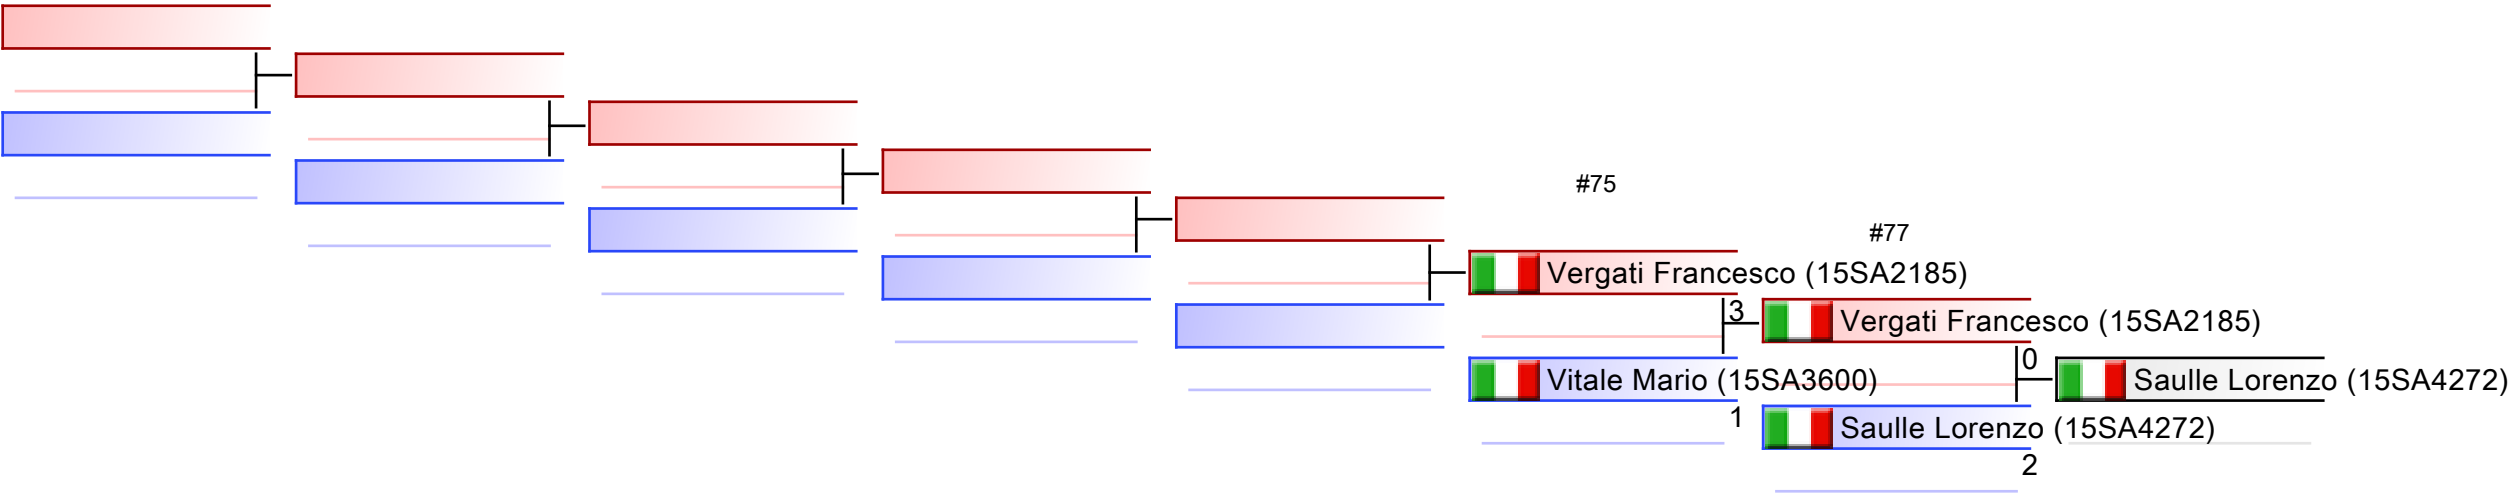 #75
#77
Vergati Francesco (15SA2185)
3
Vergati Francesco (15SA2185)
Vitale Mario (15SA3600)
0
Saulle Lorenzo (15SA4272)
1
Saulle Lorenzo (15SA4272)
2